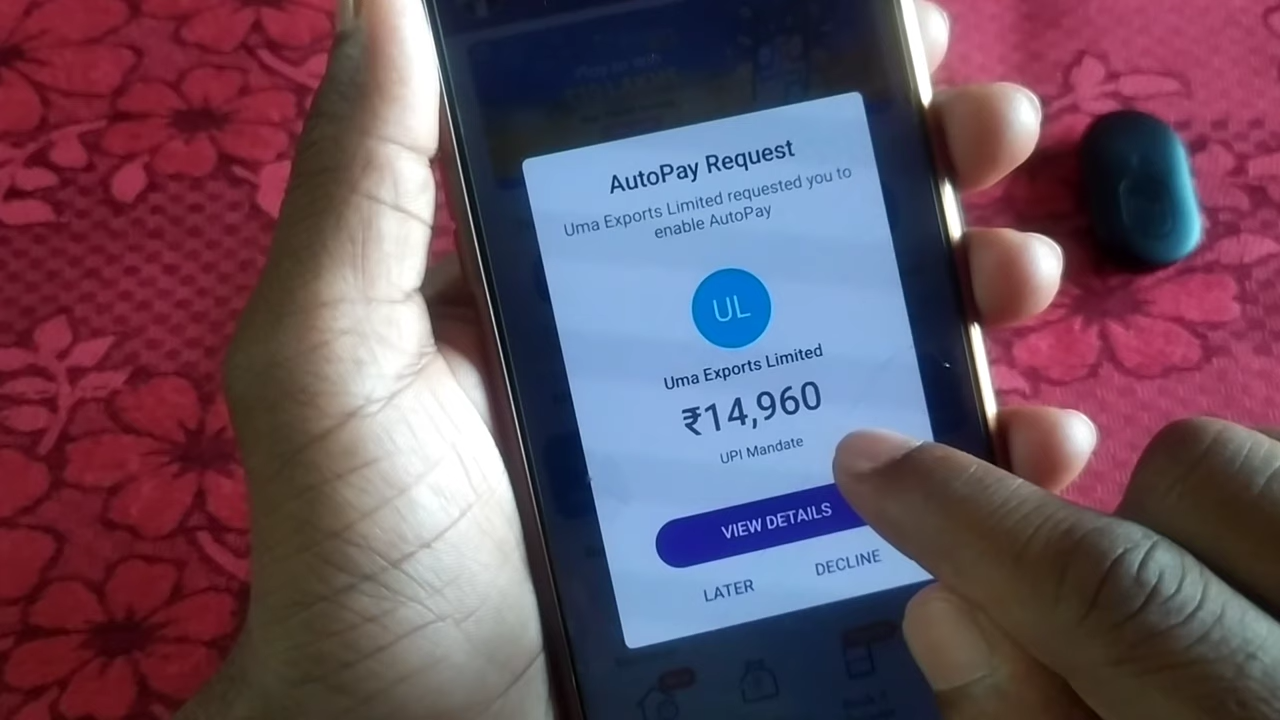 AutoPay Request
Uma Exports Limited requested you to
enable AutoPay
UL
Uma Exports Limited
₹14,960
UPI Mandate
VIEW DETAILS
LATER
DECLINE